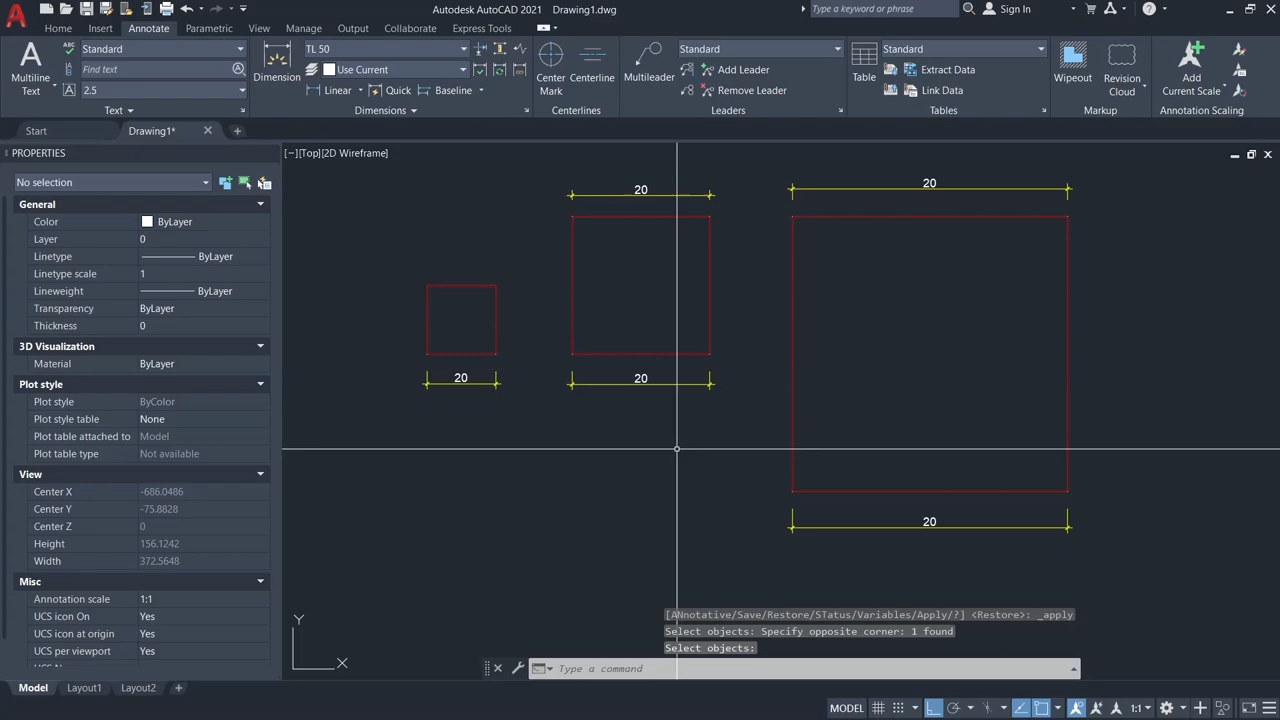 Autodesk AutoCAD 2021 Drawing1.dwg
Type a keyword or phrase
Sign In
Home Insert Annotate Parametric View Manage Output Collaborate Express Tools
Standard
Find text
2.5
Multiline Text
Text
Dimension
TL 50
Use Current
Linear Quick Baseline
Dimensions
Center Mark
Centerline
Centerlines
Multileader
Standard
Add Leader
Remove Leader
Leaders
Table
Standard
Extract Data
Link Data
Tables
Wipeout
Revision Cloud
Markup
Add Current Scale
Annotation Scaling
Start
Drawing1*
PROPERTIES
No selection
General
Color ByLayer
Layer 0
Linetype ByLayer
Linetype scale 1
Lineweight ByLayer
Transparency ByLayer
Thickness 0
3D Visualization
Material ByLayer
Plot style
Plot style ByColor
Plot style table None
Plot table attached to Model
Plot table type Not available
View
Center X -686.0486
Center Y -75.8828
Center Z 0
Height 156.1242
Width 372.5648
Misc
Annotation scale 1:1
UCS icon On Yes
UCS icon at origin Yes
UCS per viewport Yes
[−][Top][2D Wireframe]
20
20
20
20
20
Y
X
[ANnotative/Save/Restore/STatus/Variables/Apply/?] <Restore>: _apply
Select objects: Specify opposite corner: 1 found
Select objects:
Type a command
Model Layout1 Layout2
MODEL
1:1